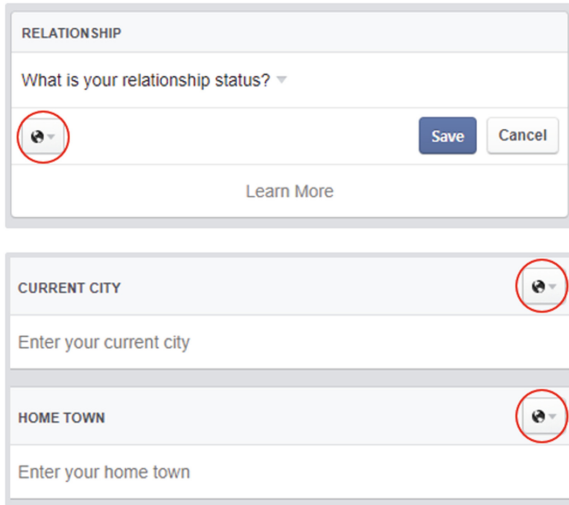 RELATIONSHIP
What is your relationship status?
Save Cancel
Learn More
CURRENT CITY
Enter your current city
HOME TOWN
Enter your home town